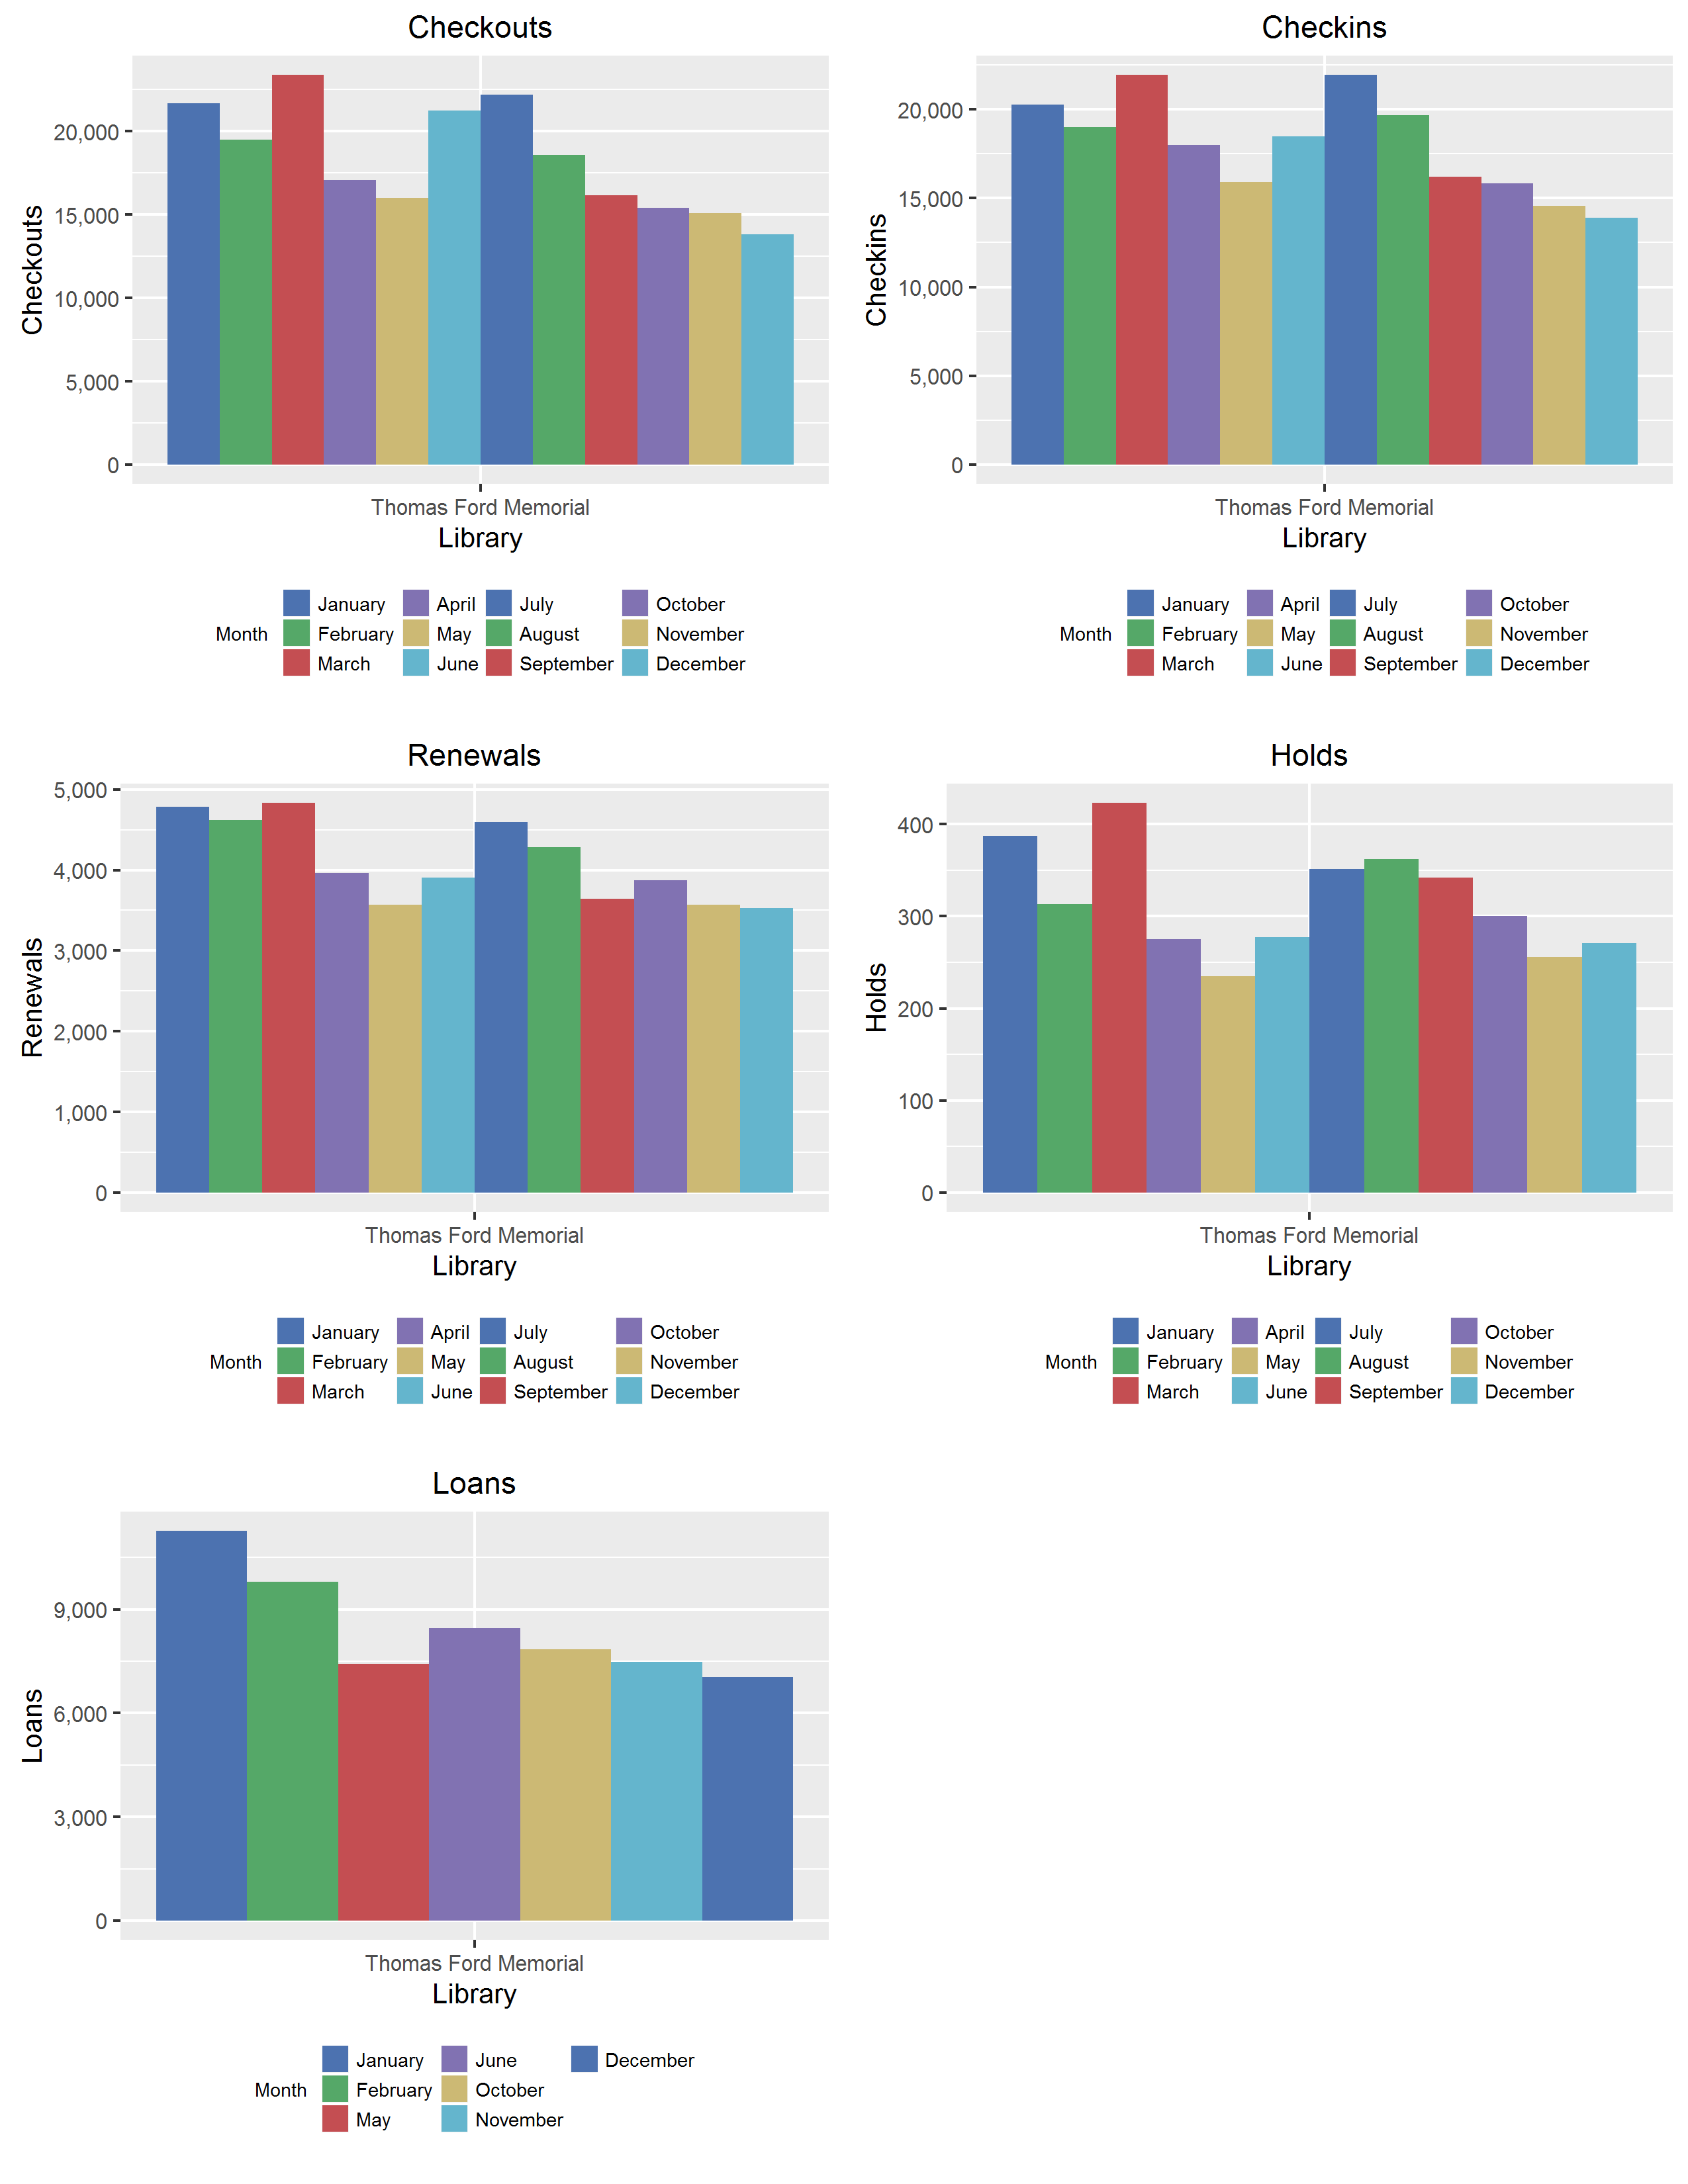 Checkouts
Checkouts
20,000
15,000
10,000
5,000
0
Thomas Ford Memorial
Library
Month
January April July October
February May August November
March June September December
Checkins
Checkins
20,000
15,000
10,000
5,000
0
Thomas Ford Memorial
Library
Month
January April July October
February May August November
March June September December
Renewals
Renewals
5,000
4,000
3,000
2,000
1,000
0
Thomas Ford Memorial
Library
Month
January April July October
February May August November
March June September December
Holds
Holds
400
300
200
100
0
Thomas Ford Memorial
Library
Month
January April July October
February May August November
March June September December
Loans
Loans
9,000
6,000
3,000
0
Thomas Ford Memorial
Library
Month
January June December
February October
May November